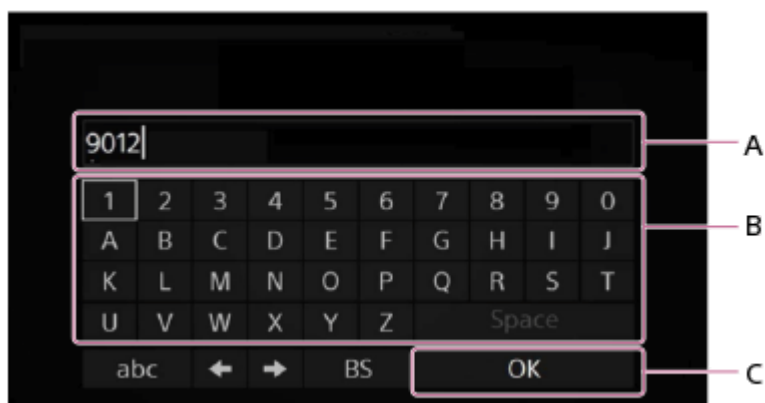 9012
A
1 2 3 4 5 6 7 8 9 0
B
A B C D E F G H I J
K L M N O P Q R S T
U V W X Y Z Space
abc ← → BS OK
C